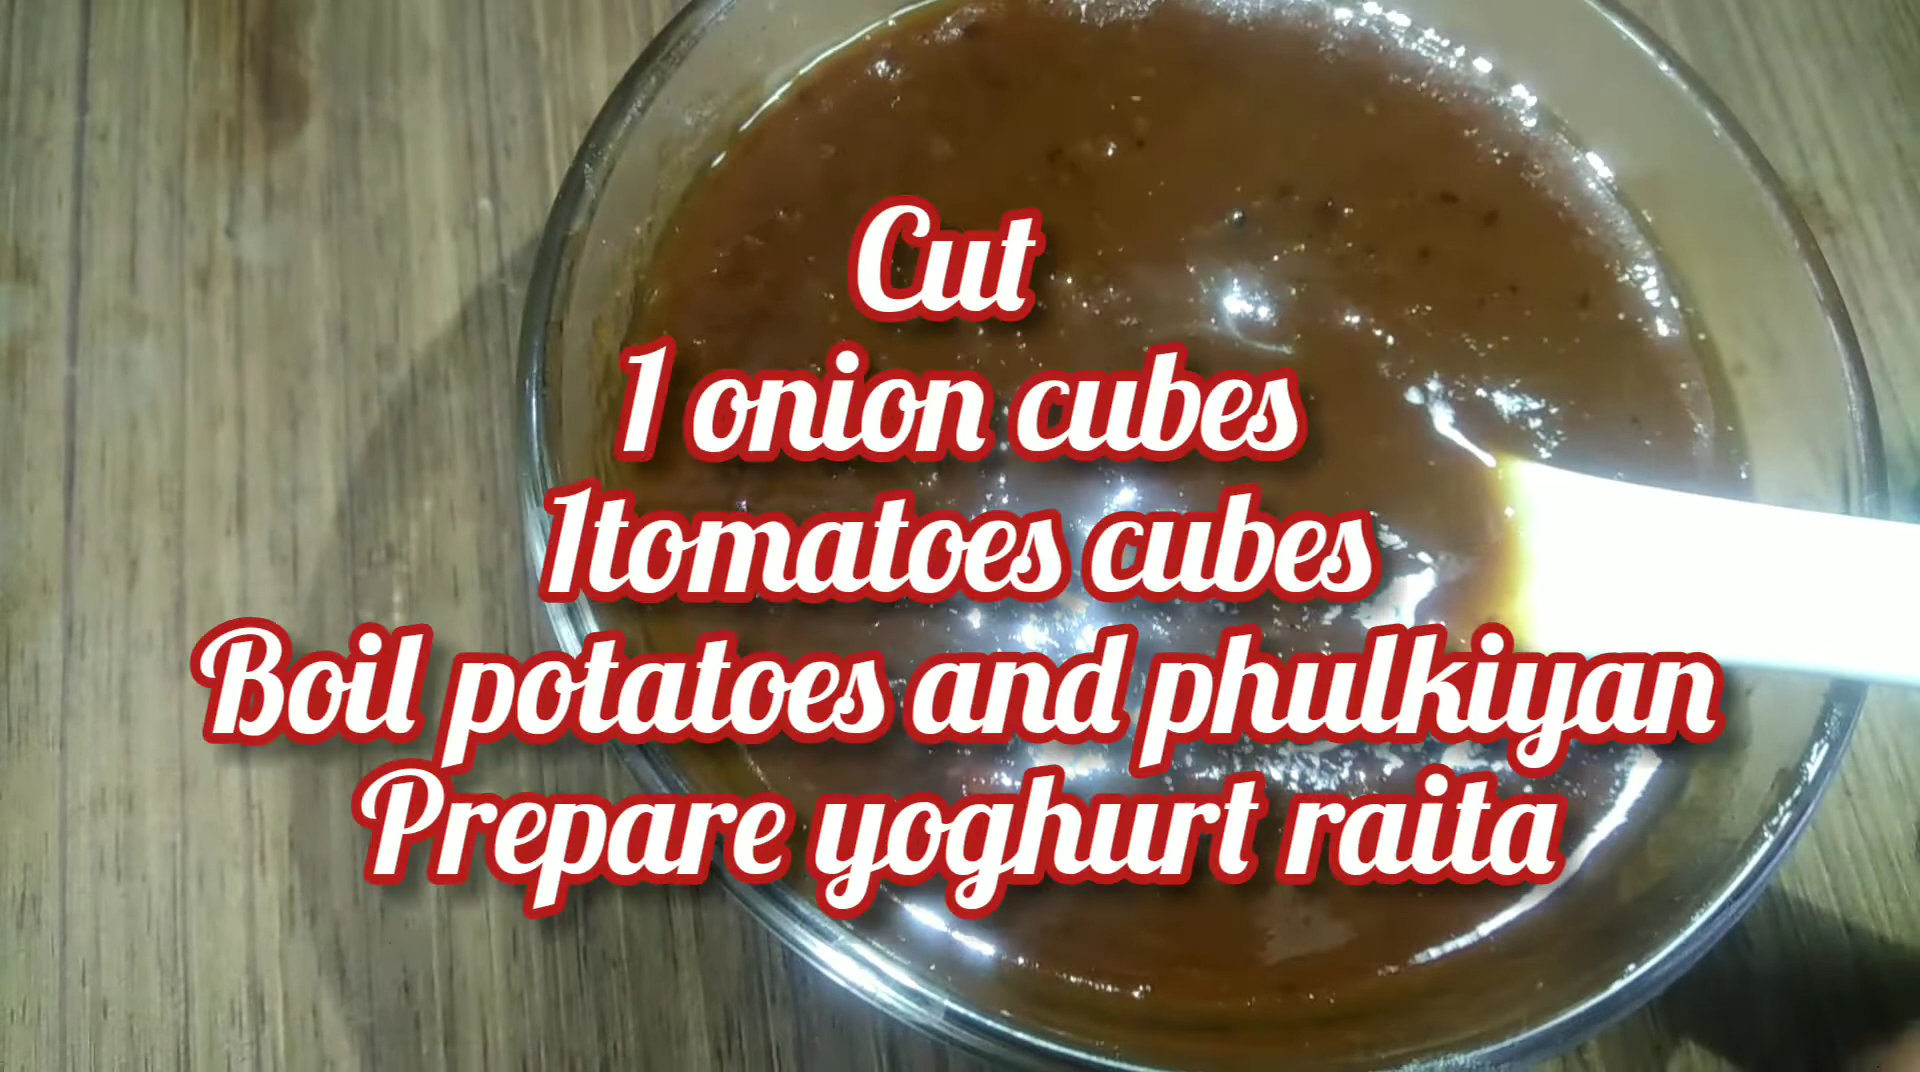 Cut
1 onion cubes
1tomatoes cubes
Boil potatoes and phulkiyan
Prepare yoghurt raita